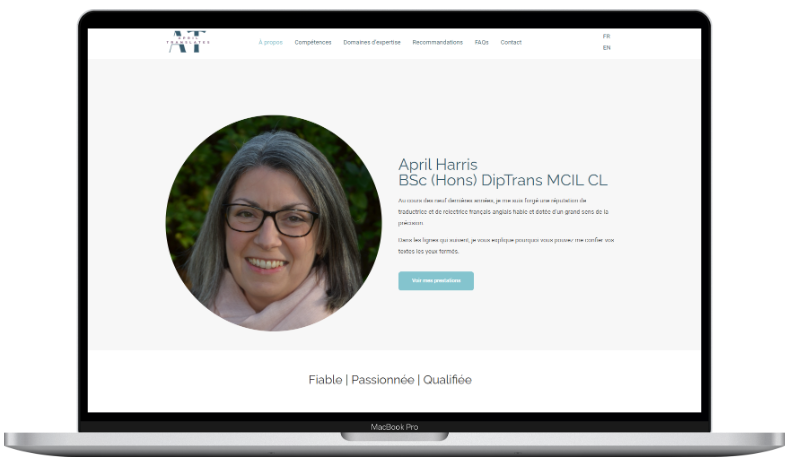 AT
APRIL
TRANSLATES
À propos Compétences Domaines d'expertise Recommandations FAQs Contact
FR
EN
April Harris
BSc (Hons) DipTrans MCIL CL
Au cours des neuf dernières années, je me suis forgé une réputation de
traductrice et de relectrice français anglais fiable et dotée d'un grand sens de la
précision.
Dans les lignes qui suivent, je vous explique pourquoi vous pouvez me confier vos
textes les yeux fermés.
Voir mes prestations
Fiable | Passionnée | Qualifiée
MacBook Pro